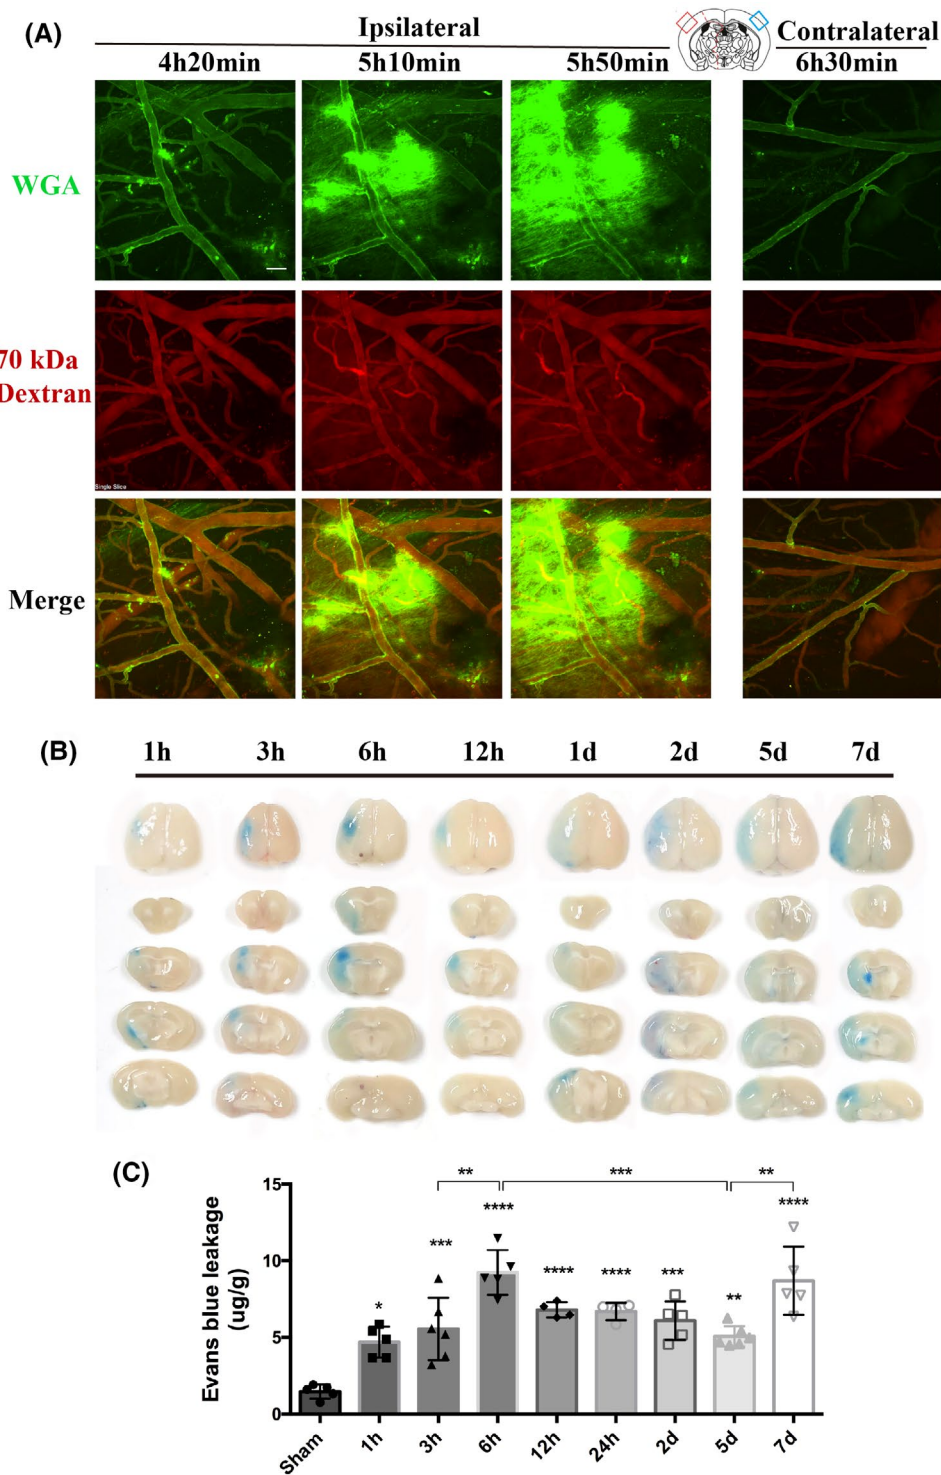 (A)
Ipsilateral
Contralateral
4h20min
5h10min
5h50min
6h30min
WGA
70 kDa
Dextran
Single Slice
Merge
(B)
1h
3h
6h
12h
1d
2d
5d
7d
(C)
Evans blue leakage
(ug/g)
15
10
5
0
**
***
**
*
***
****
****
****
***
**
****
Sham
1h
3h
6h
12h
24h
2d
5d
7d